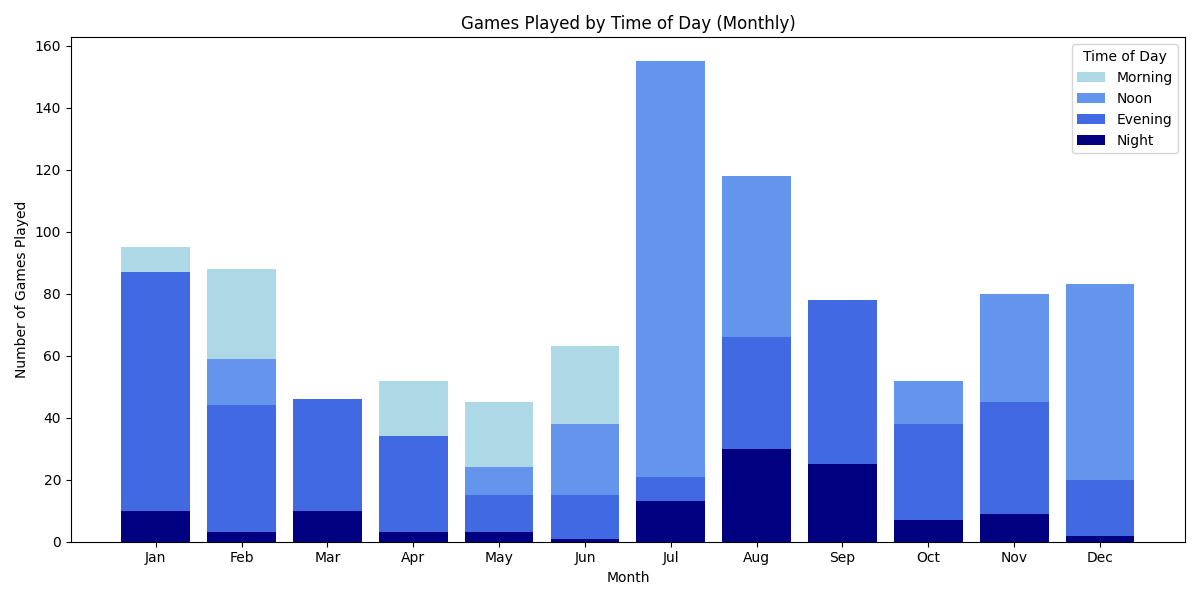 Games Played by Time of Day (Monthly)
Number of Games Played
160
140
120
100
80
60
40
20
0
Time of Day
Morning
Noon
Evening
Night
Jan Feb Mar Apr May Jun Jul Aug Sep Oct Nov Dec
Month